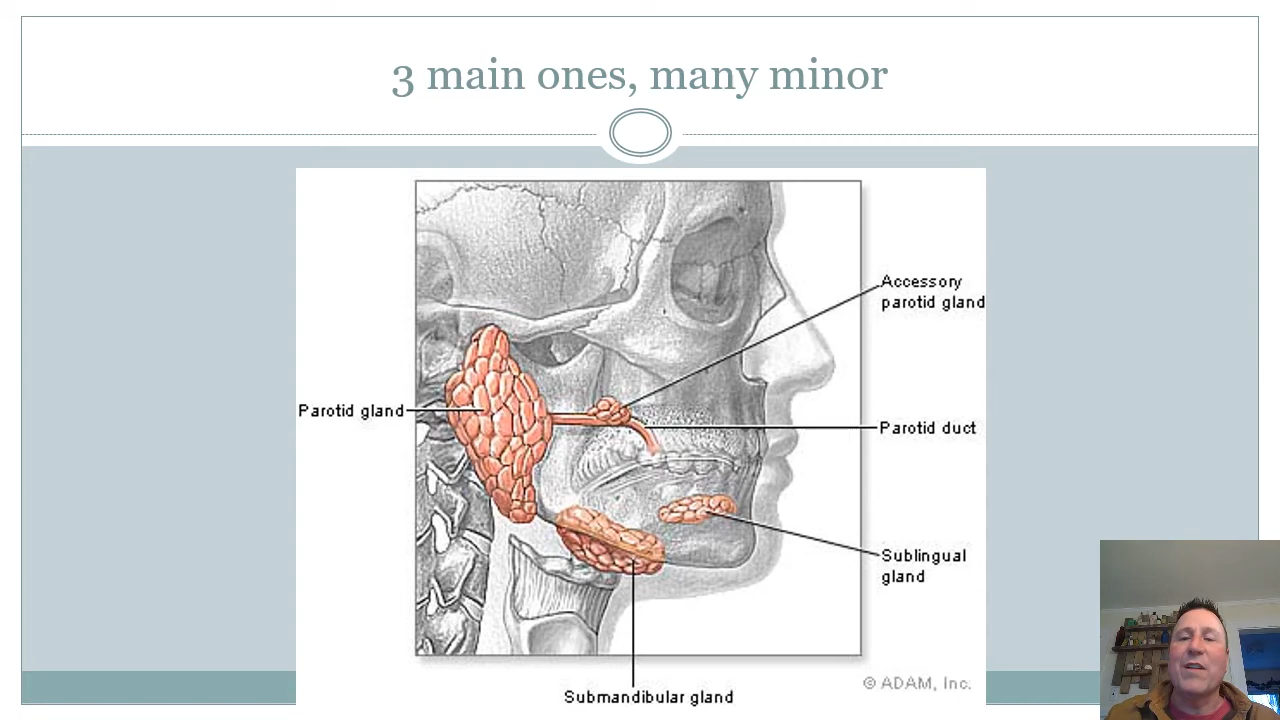 3 main ones, many minor
Accessory
parotid gland
Parotid gland
Parotid duct
Sublingual
gland
Submandibular gland
© ADAM, Inc.